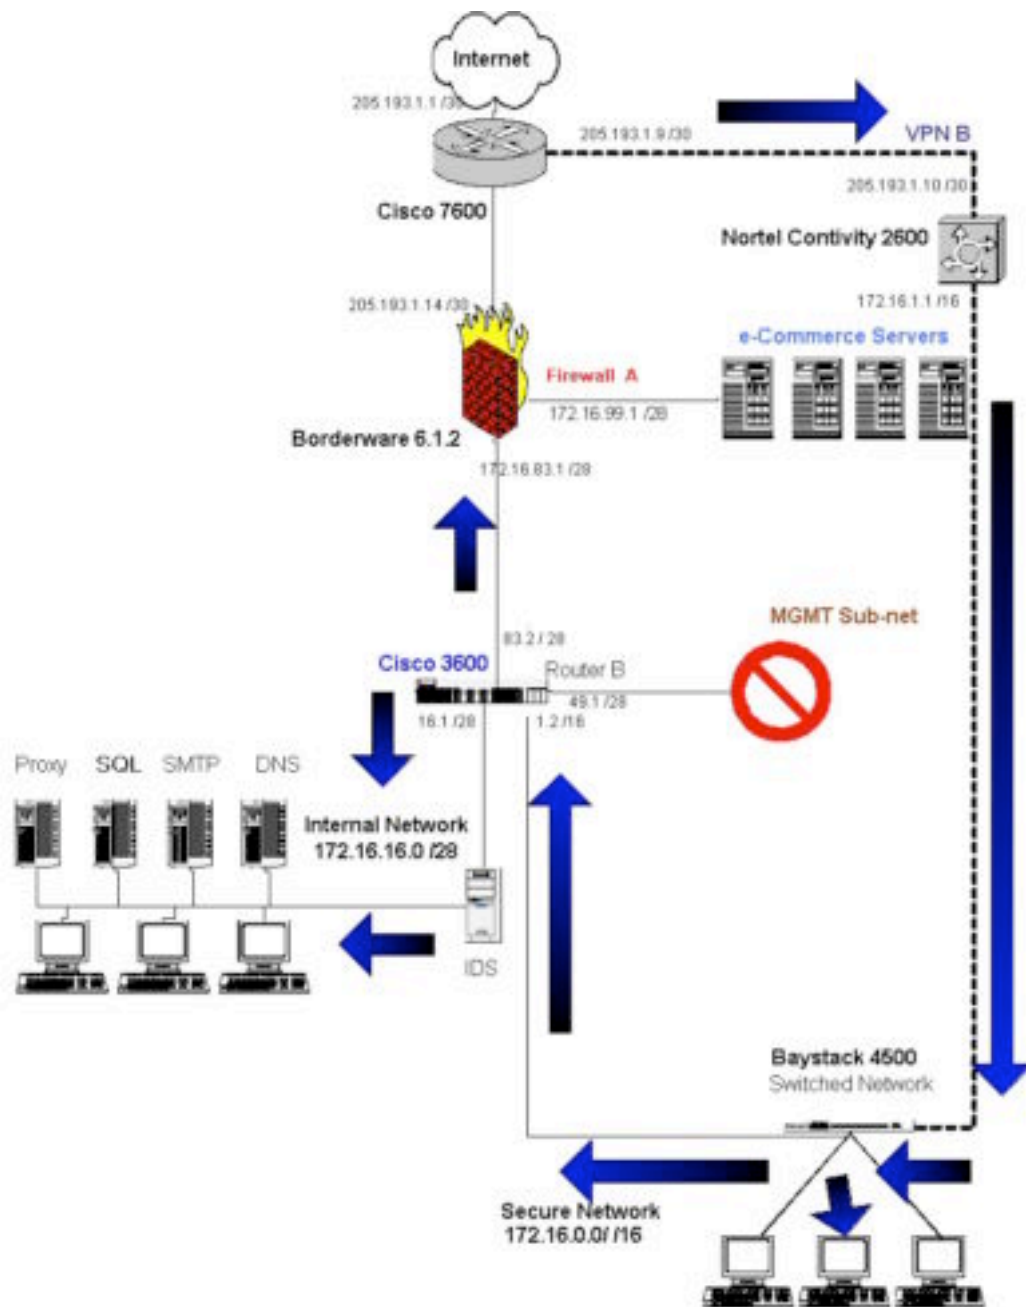 Internet
205.193.1.1 /30
205.193.1.9 /30
VPN B
205.193.1.10 /30
Cisco 7600
Nortel Contivity 2600
172.16.1.1 /16
205.193.1.14 /30
e-Commerce Servers
Firewall A
172.16.99.1 /28
Borderware 6.1.2
172.16.83.1 /28
MGMT Sub-net
83.2 / 28
Cisco 3600
Router B
49.1 /28
16.1 /28
1.2 /16
Proxy
SQL
SMTP
DNS
Internal Network
172.16.16.0 /28
IDS
Baystack 4500
Switched Network
Secure Network
172.16.0.0/ /16